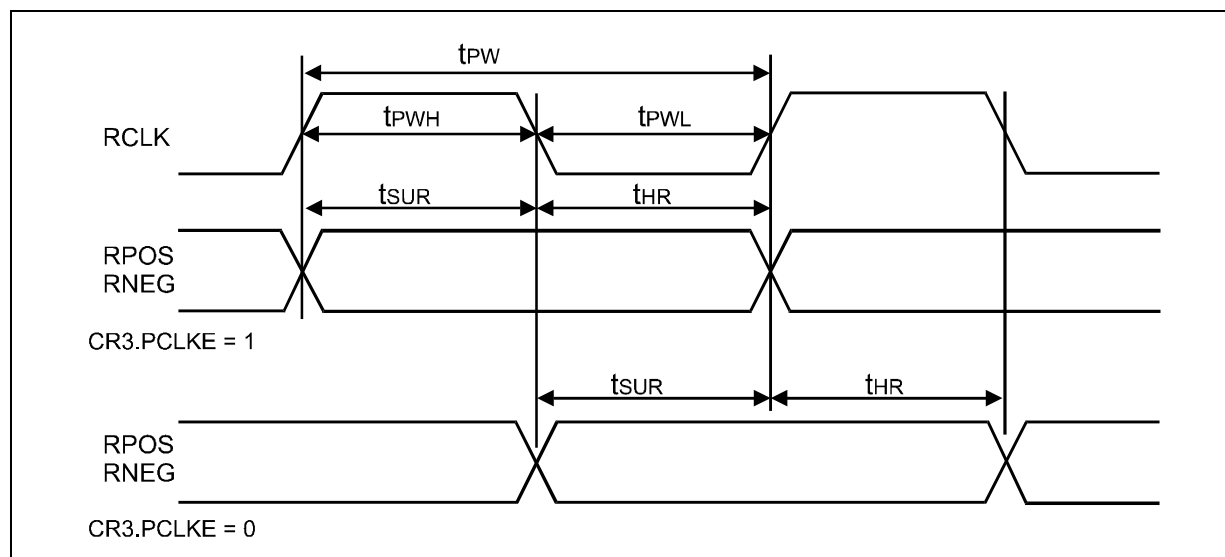 tPW
RCLK
tPWH
tPWL
tSUR
tHR
RPOS
RNEG
CR3.PCLKE = 1
tSUR
tHR
RPOS
RNEG
CR3.PCLKE = 0